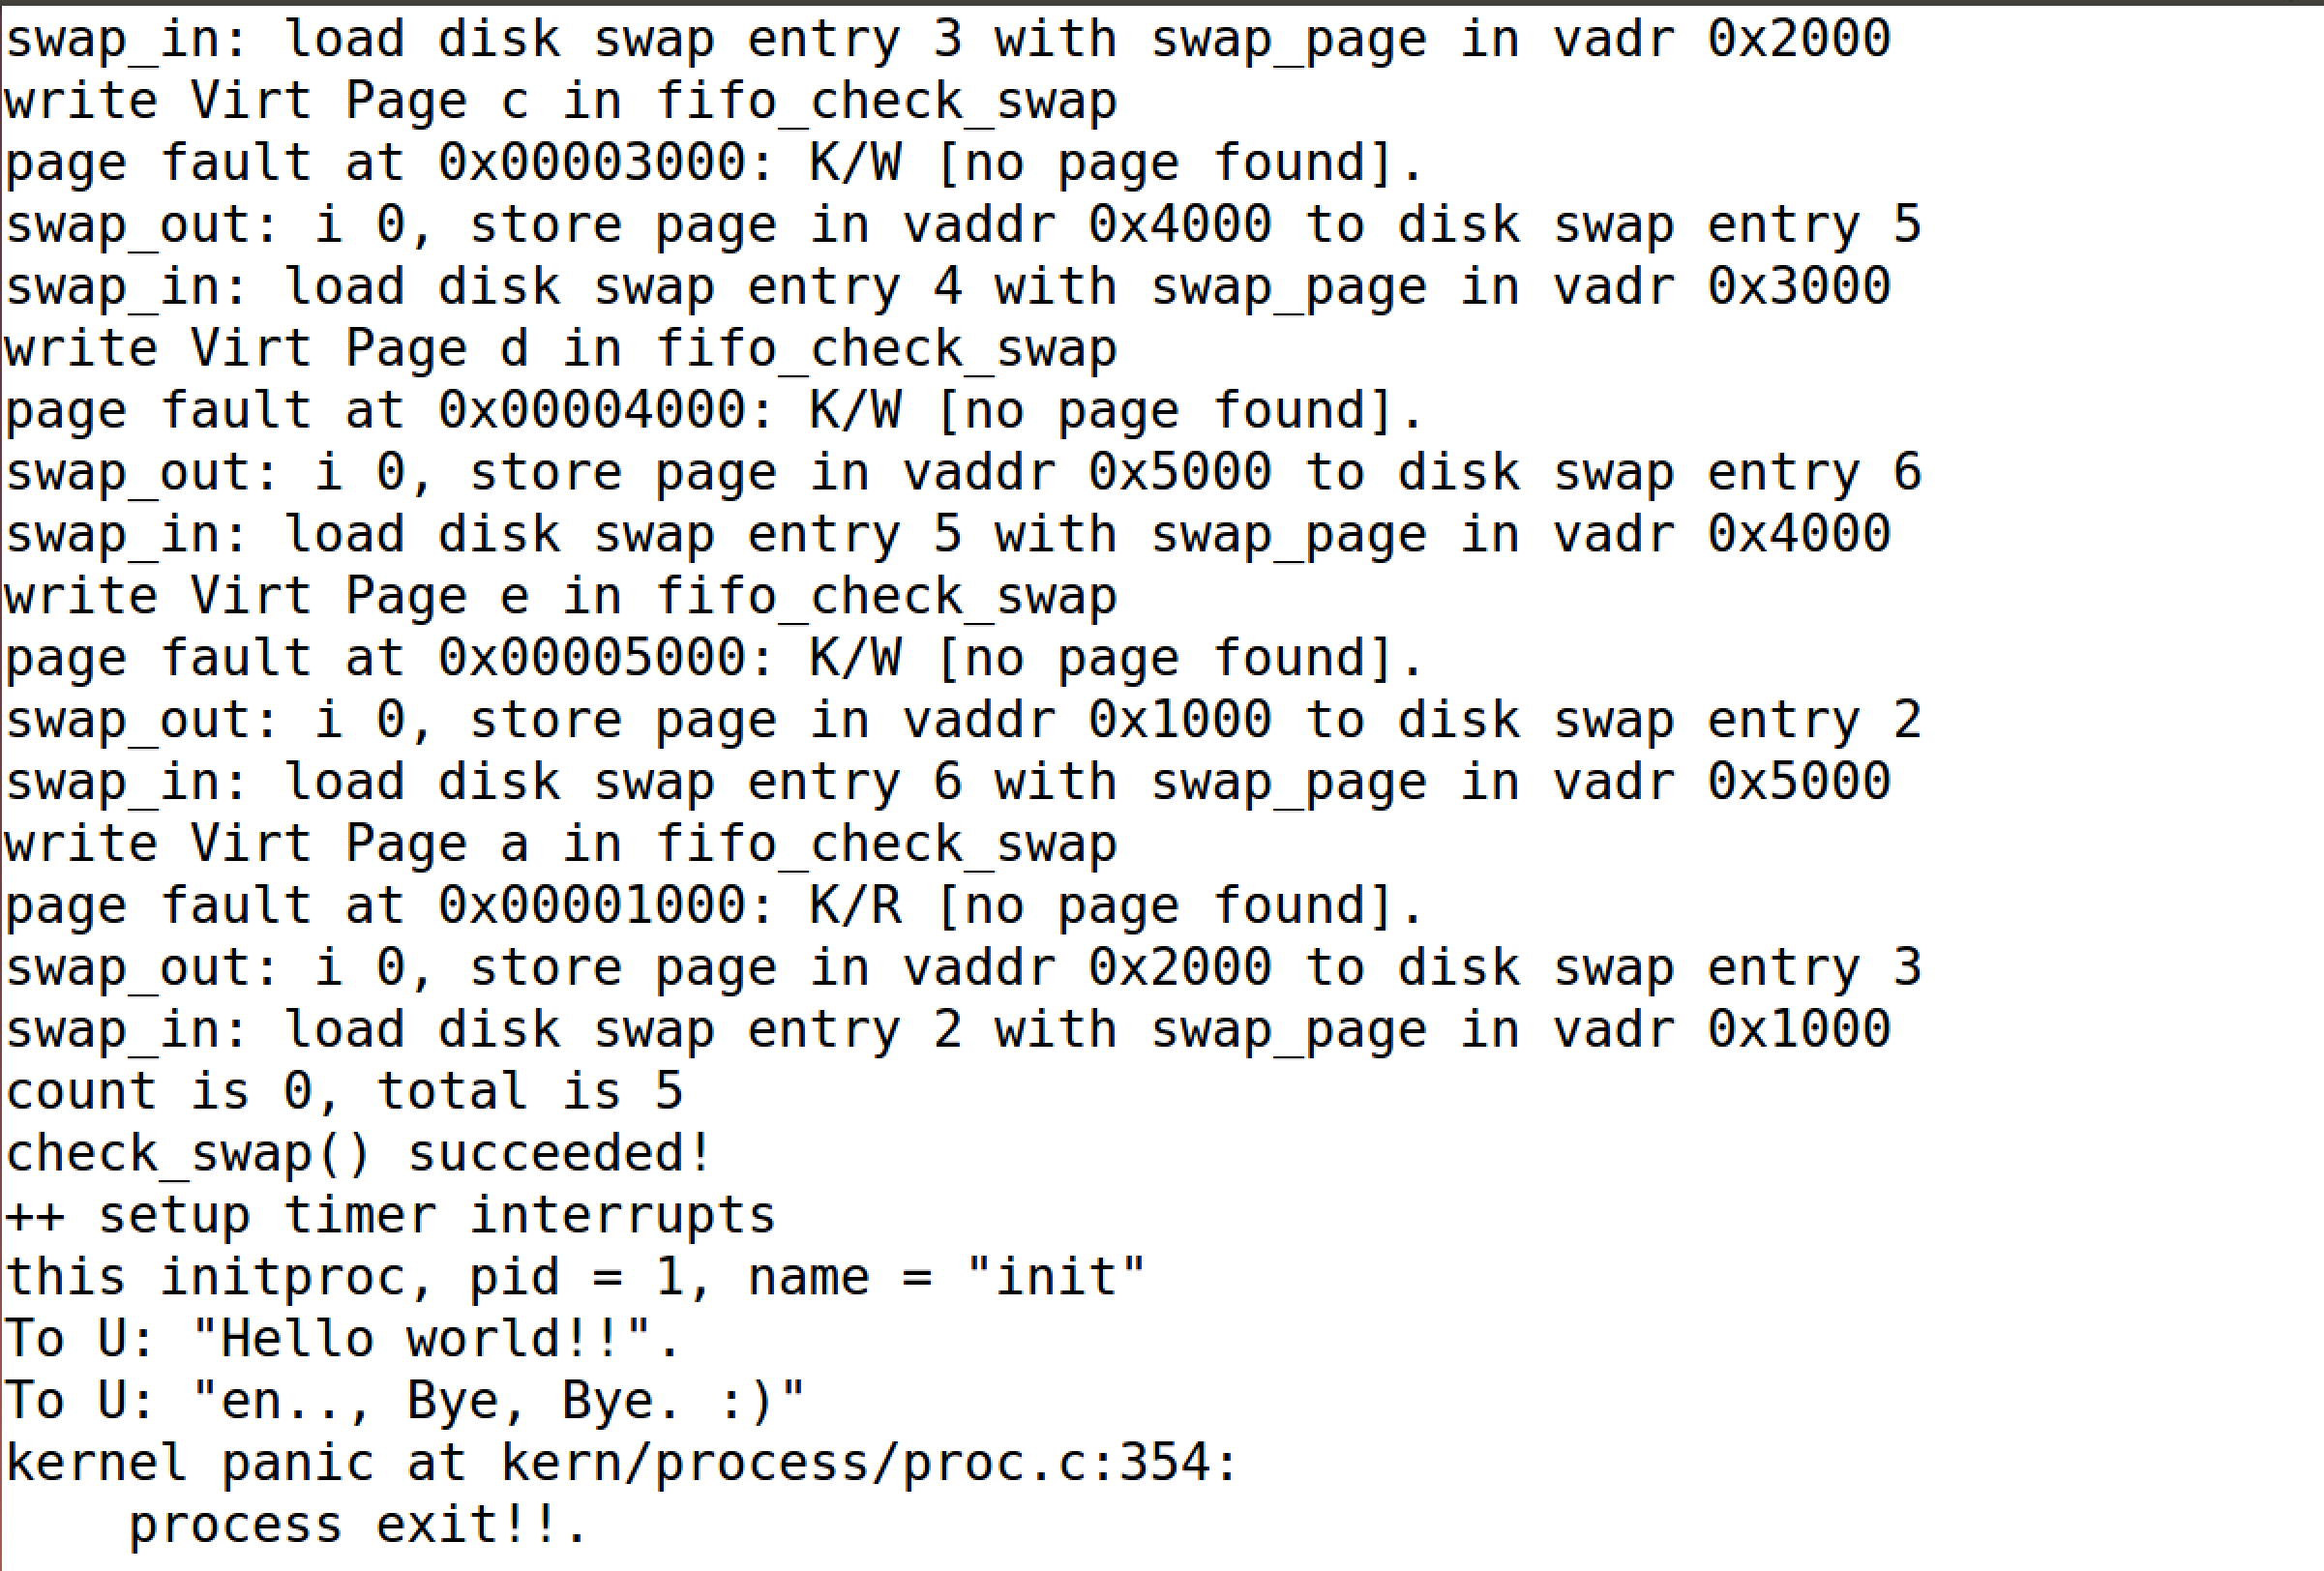 swap_in: load disk swap entry 3 with swap_page in vadr 0x2000
write Virt Page c in fifo_check_swap
page fault at 0x00003000: K/W [no page found].
swap_out: i 0, store page in vaddr 0x4000 to disk swap entry 5
swap_in: load disk swap entry 4 with swap_page in vadr 0x3000
write Virt Page d in fifo_check_swap
page fault at 0x00004000: K/W [no page found].
swap_out: i 0, store page in vaddr 0x5000 to disk swap entry 6
swap_in: load disk swap entry 5 with swap_page in vadr 0x4000
write Virt Page e in fifo_check_swap
page fault at 0x00005000: K/W [no page found].
swap_out: i 0, store page in vaddr 0x1000 to disk swap entry 2
swap_in: load disk swap entry 6 with swap_page in vadr 0x5000
write Virt Page a in fifo_check_swap
page fault at 0x00001000: K/R [no page found].
swap_out: i 0, store page in vaddr 0x2000 to disk swap entry 3
swap_in: load disk swap entry 2 with swap_page in vadr 0x1000
count is 0, total is 5
check_swap() succeeded!
++ setup timer interrupts
this initproc, pid = 1, name = "init"
To U: "Hello world!!".
To U: "en.., Bye, Bye. :)"
kernel panic at kern/process/proc.c:354:
    process exit!!.